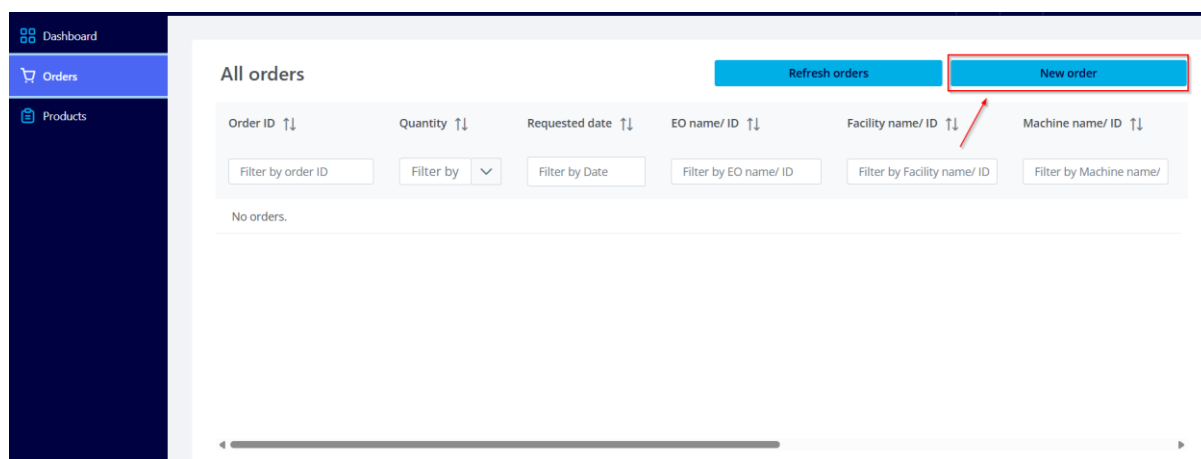 Dashboard
Orders
Products
All orders
Refresh orders
New order
Order ID
Quantity
Requested date
EO name/ ID
Facility name/ ID
Machine name/ ID
Filter by order ID
Filter by
Filter by Date
Filter by EO name/ ID
Filter by Facility name/ ID
Filter by Machine name/
No orders.